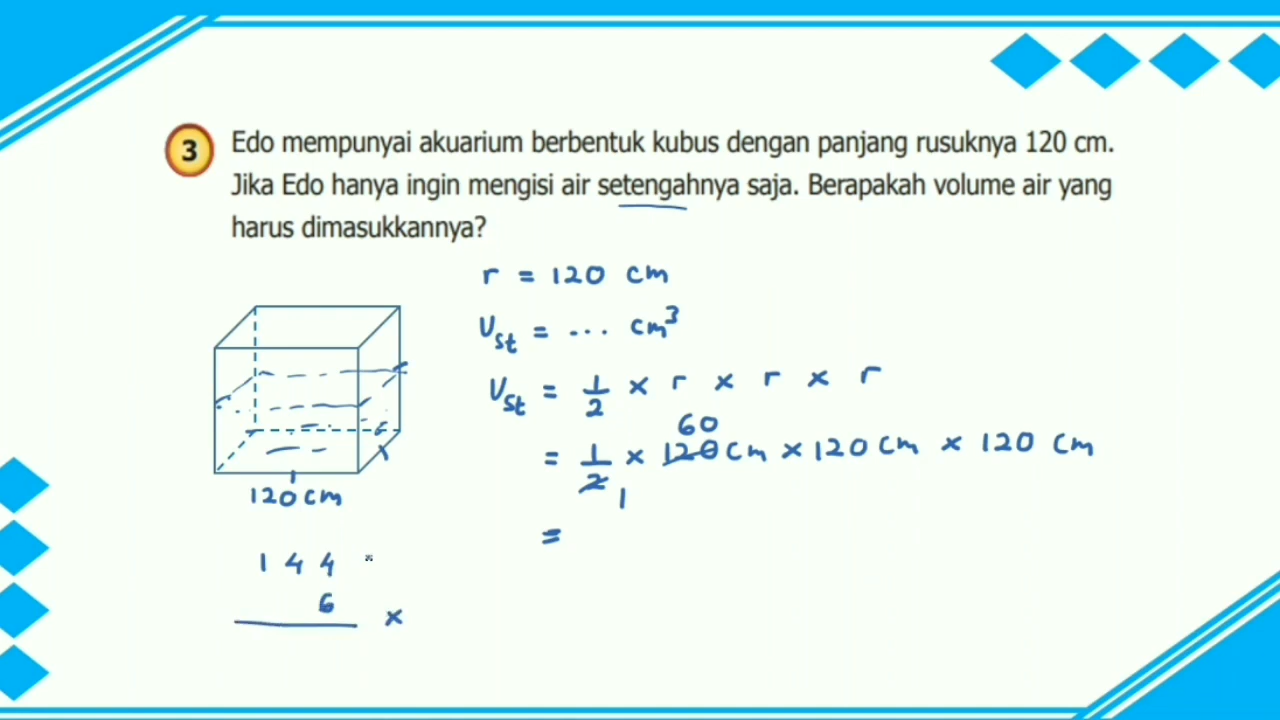 3 Edo mempunyai akuarium berbentuk kubus dengan panjang rusuknya 120 cm.
Jika Edo hanya ingin mengisi air setengahnya saja. Berapakah volume air yang
harus dimasukkannya?
r = 120 cm
Vst = ... cm³
Vst = 1/2 × r × r × r
60
= 1/2 × 120 cm × 120 cm × 120 cm
1
=
120 cm
144
6 ×